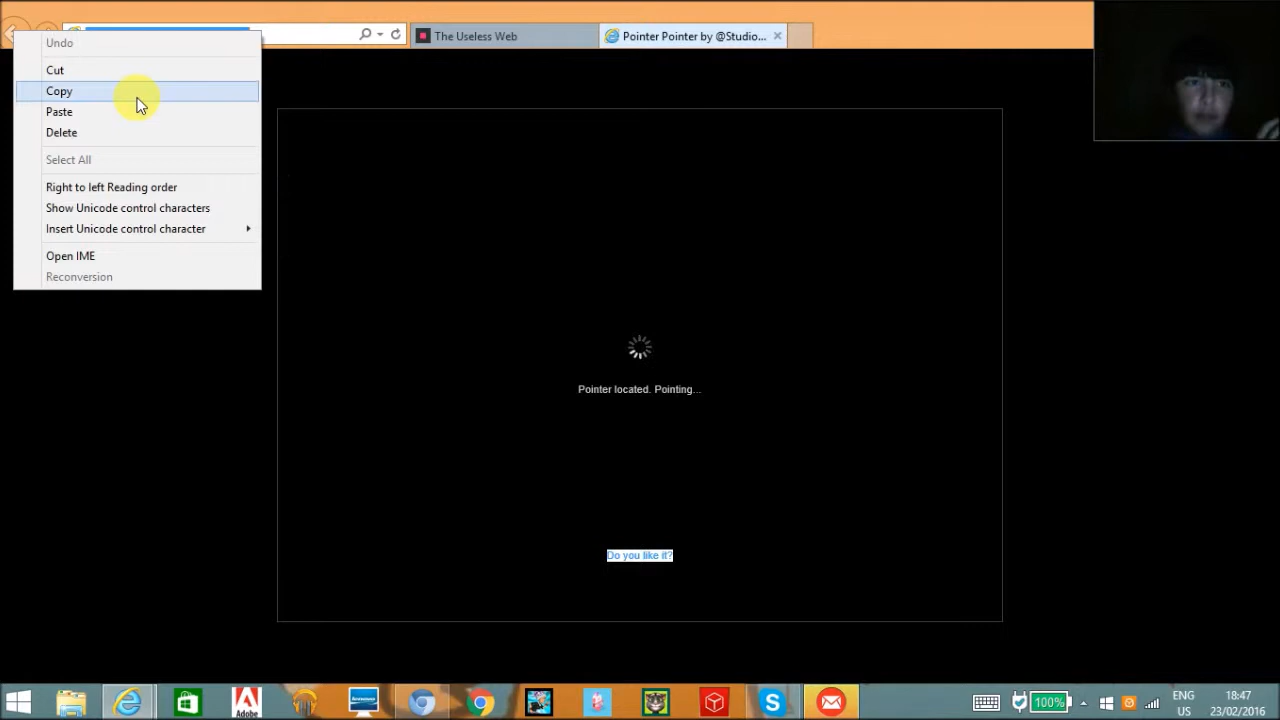 The Useless Web
Pointer Pointer by @Studio...
Undo
Cut
Copy
Paste
Delete
Select All
Right to left Reading order
Show Unicode control characters
Insert Unicode control character
Open IME
Reconversion
Pointer located. Pointing...
Do you like it?
Adobe
100%
ENG
US
18:47
23/02/2016